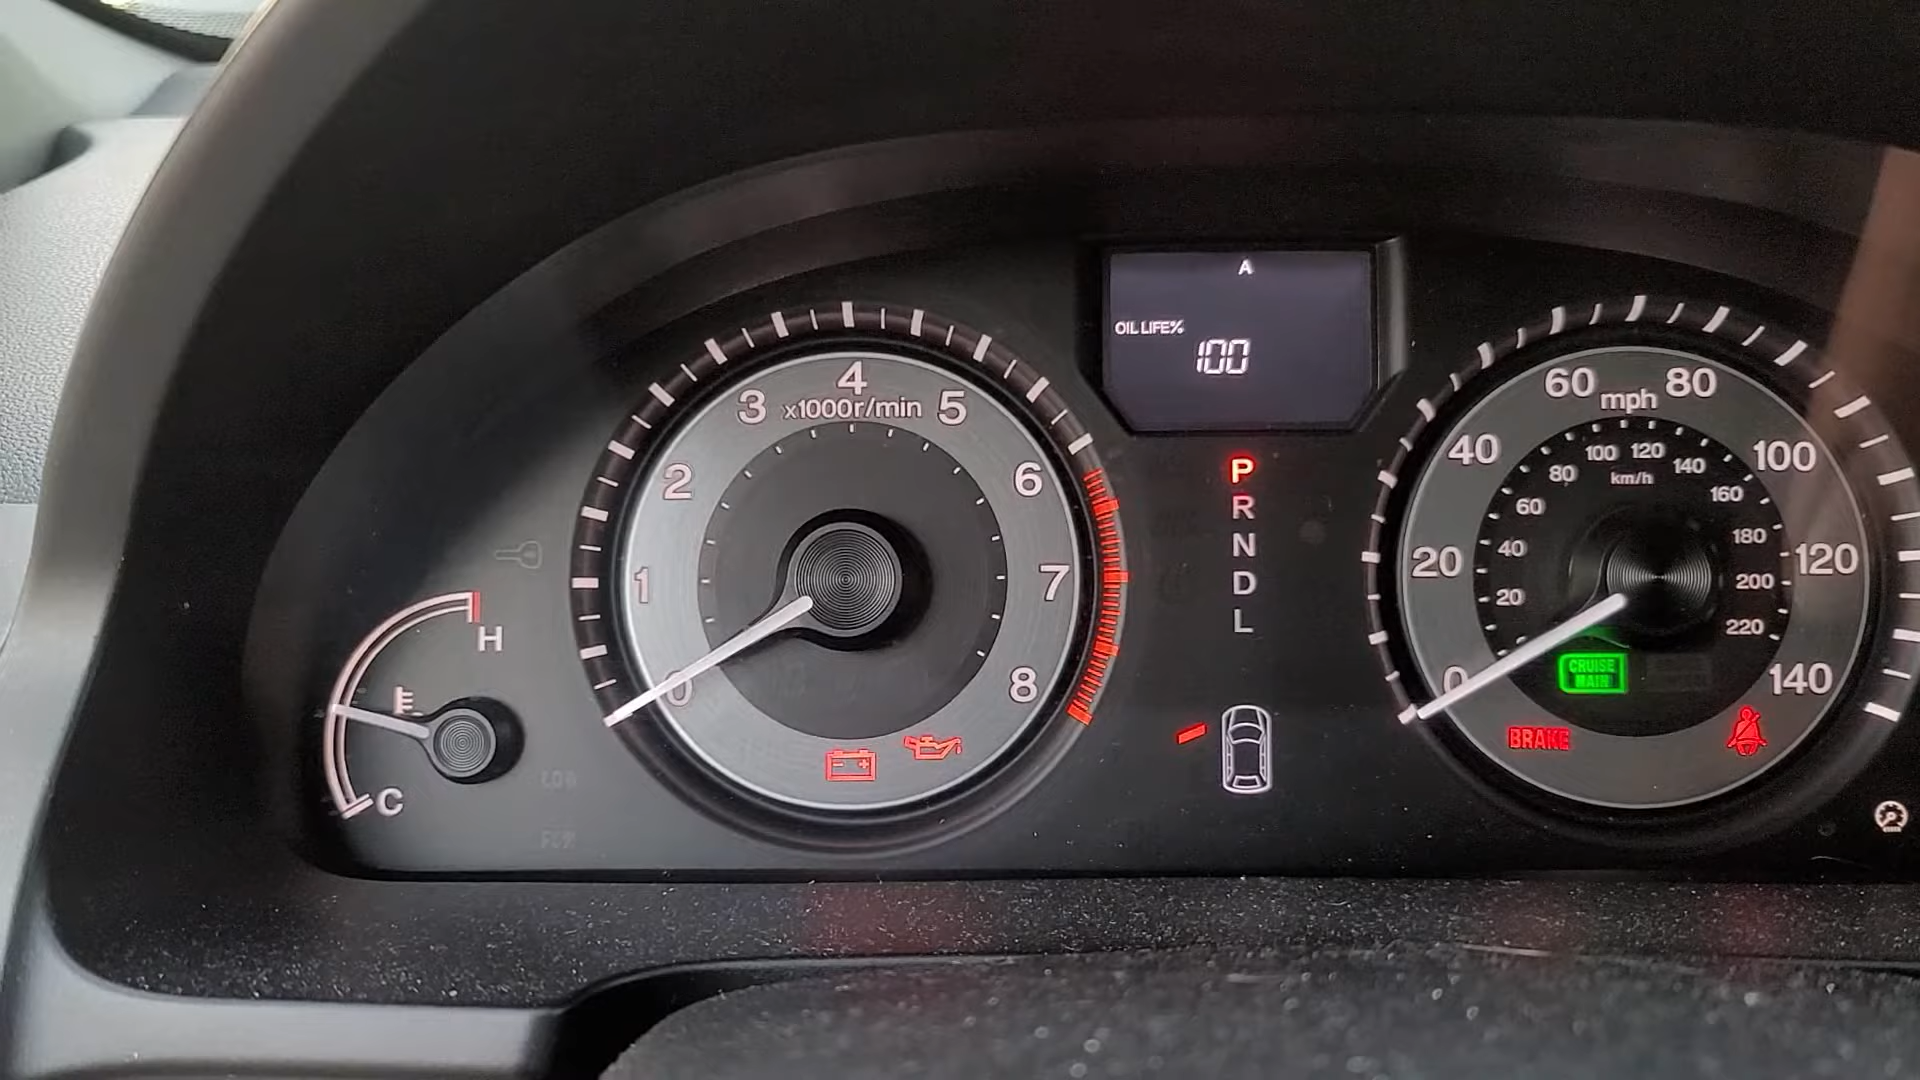 A
OIL LIFE%
100
3 4 5
x1000r/min
2 6
1 7
0 8
P
R
N
D
L
60 80
mph
40 100
20 120
0 140
100 120
80 140
km/h
60 160
40 180
20 200
220
CRUISE
MAIN
BRAKE
H
C
- +